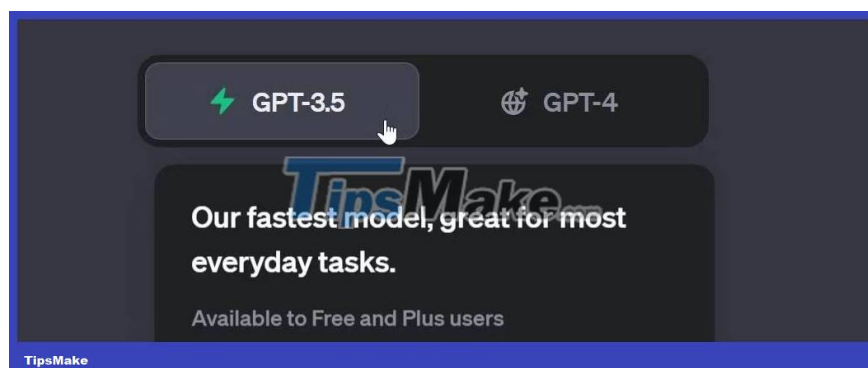 GPT-3.5 GPT-4
TipsMake.com
Our fastest model, great for most
everyday tasks.
Available to Free and Plus users
TipsMake